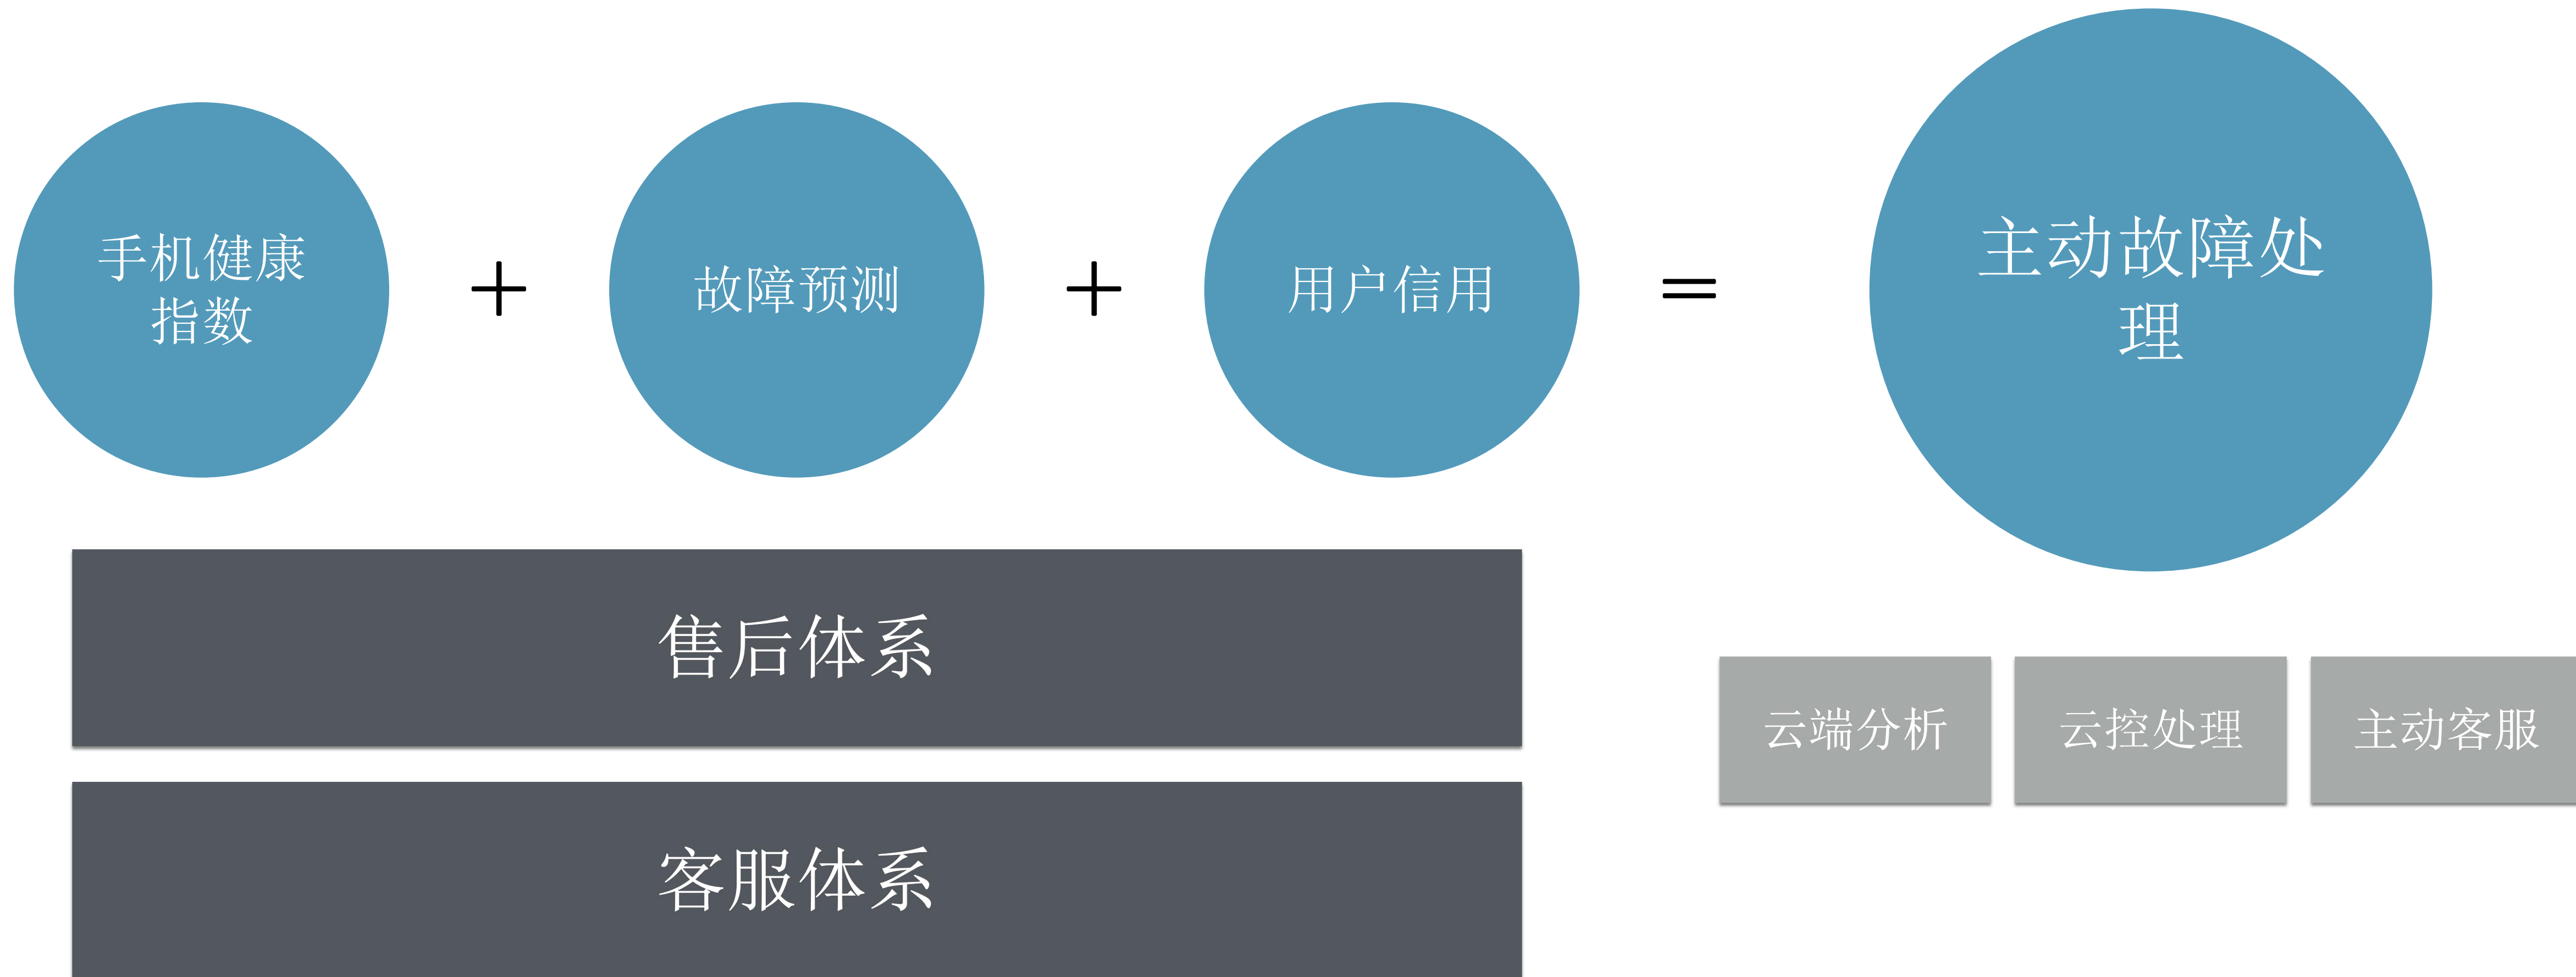 手机健康
指数
+
故障预测
+
用户信用
=
主动故障处
理
售后体系
客服体系
云端分析
云控处理
主动客服